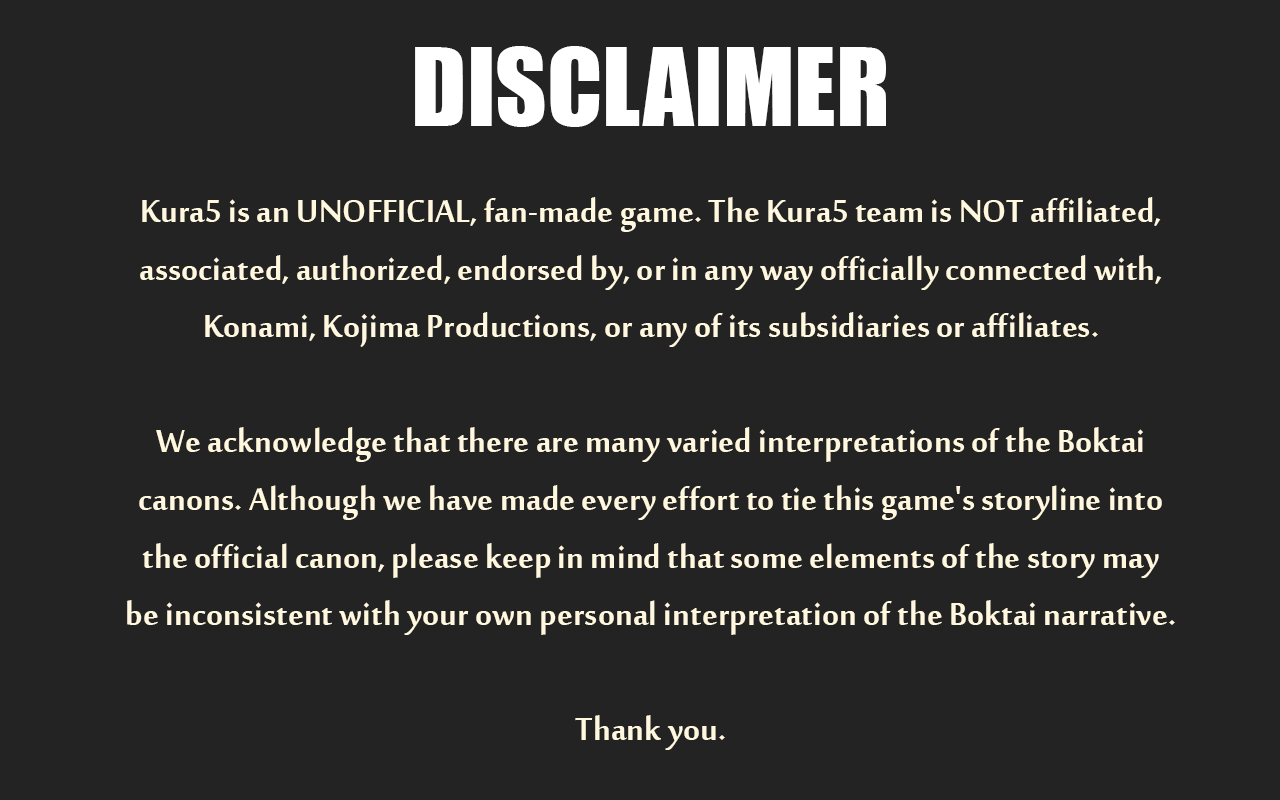 DISCLAIMER
Kura5 is an UNOFFICIAL, fan-made game. The Kura5 team is NOT affiliated,
associated, authorized, endorsed by, or in any way officially connected with,
Konami, Kojima Productions, or any of its subsidiaries or affiliates.
We acknowledge that there are many varied interpretations of the Boktai
canons. Although we have made every effort to tie this game's storyline into
the official canon, please keep in mind that some elements of the story may
be inconsistent with your own personal interpretation of the Boktai narrative.
Thank you.